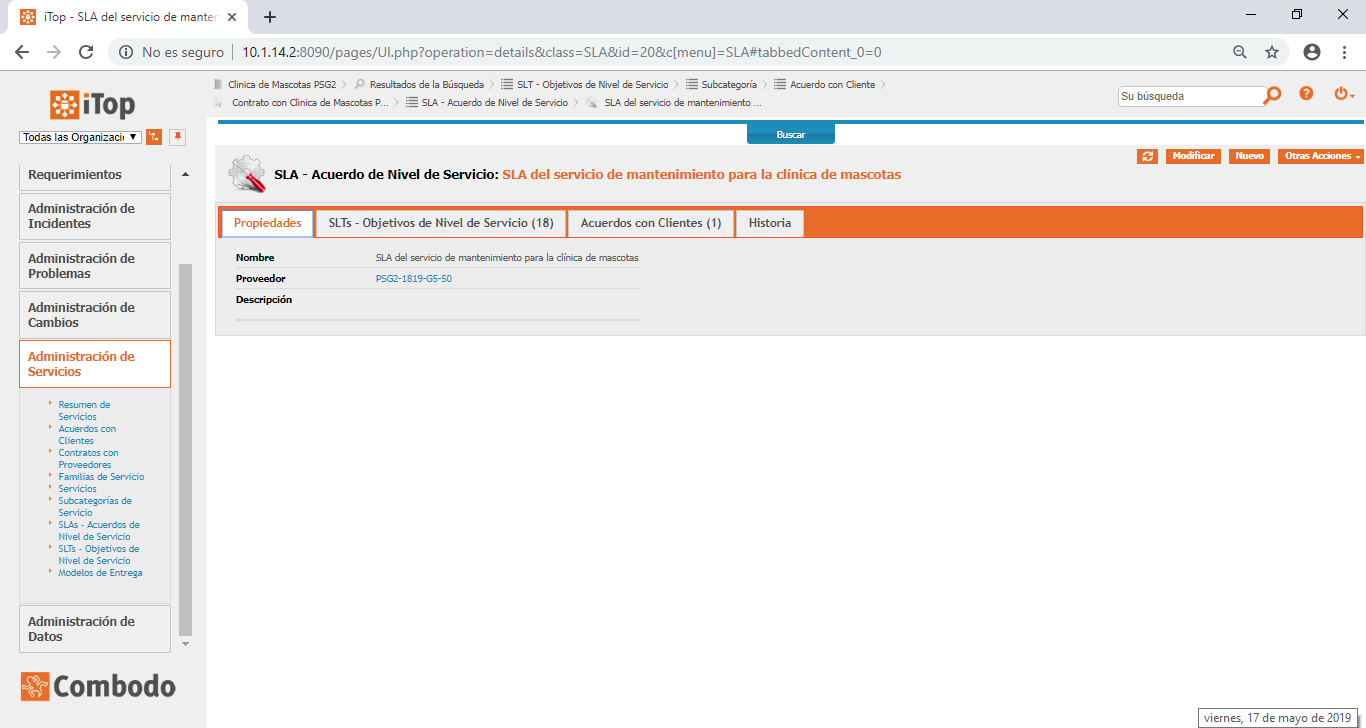 iTop - SLA del servicio de manten
No es seguro
10.1.14.2:8090/pages/UI.php?operation=details&class=SLA&id=20&c[menu]=SLA#tabbedContent_0=0
iTop
Todas las Organizaci
Clinica de Mascotas PSG2
Resultados de la Búsqueda
SLT - Objetivos de Nivel de Servicio
Subcategoría
Acuerdo con Cliente
Contrato con Clinica de Mascotas P...
SLA - Acuerdo de Nivel de Servicio
SLA del servicio de mantenimiento ...
Su búsqueda
Buscar
Modificar
Nuevo
Otras Acciones
SLA - Acuerdo de Nivel de Servicio: SLA del servicio de mantenimiento para la clínica de mascotas
Propiedades
SLTs - Objetivos de Nivel de Servicio (18)
Acuerdos con Clientes (1)
Historia
Nombre
SLA del servicio de mantenimiento para la clínica de mascotas
Proveedor
PSG2-1819-G5-50
Descripción
Requerimientos
Administración de
Incidentes
Administración de
Problemas
Administración de
Cambios
Administración de
Servicios
Resumen de
Servicios
Acuerdos con
Clientes
Contratos con
Proveedores
Familias de Servicio
Servicios
Subcategorías de
Servicio
SLAs - Acuerdos de
Nivel de Servicio
SLTs - Objetivos de
Nivel de Servicio
Modelos de Entrega
Administración de
Datos
Combodo
viernes, 17 de mayo de 2019